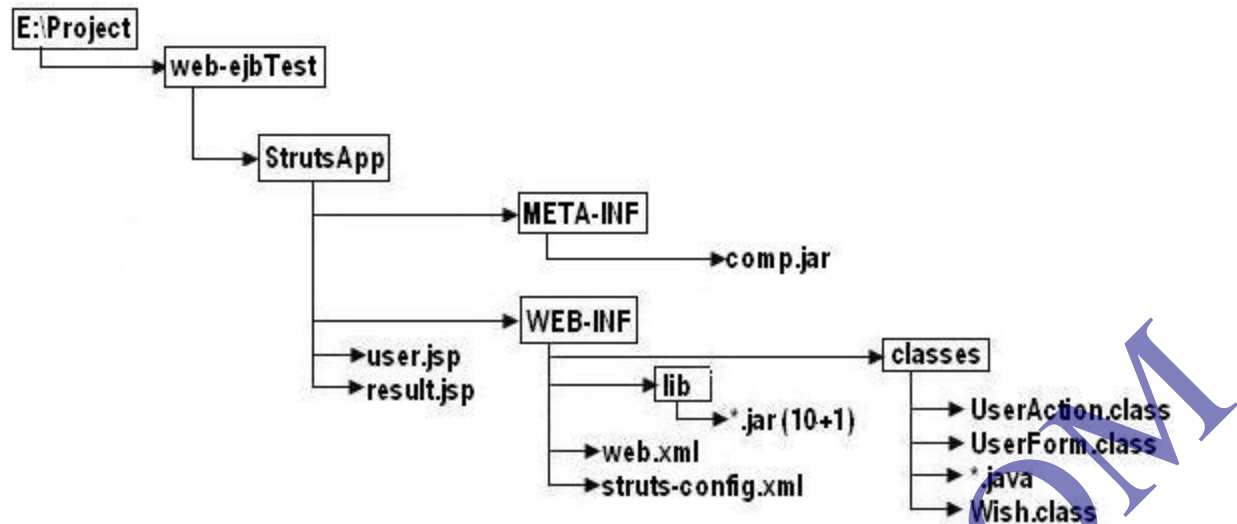 E:\Project
web-ejbTest
StrutsApp
META-INF
comp.jar
WEB-INF
user.jsp
result.jsp
classes
lib
*.jar (10+1)
web.xml
struts-config.xml
UserAction.class
UserForm.class
*.java
Wish.class
OM